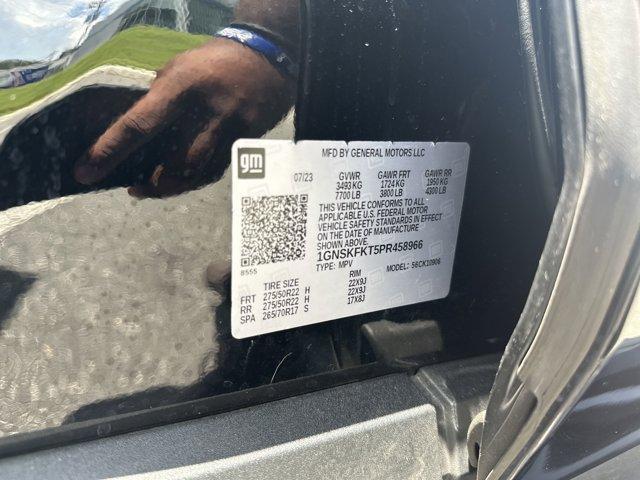 gm
MFD BY GENERAL MOTORS LLC
07/23 GVWR GAWR FRT GAWR RR
3493 KG 1724 KG 1950 KG
7700 LB 3800 LB 4300 LB
THIS VEHICLE CONFORMS TO ALL
APPLICABLE U.S. FEDERAL MOTOR
VEHICLE SAFETY STANDARDS IN EFFECT
ON THE DATE OF MANUFACTURE
SHOWN ABOVE.
1GNSKFKT5PR458966
8555 TYPE: MPV MODEL: 56CK10906
TIRE SIZE RIM
FRT 275/50R22 H 22X9J
RR 275/50R22 H 22X9J
SPA 265/70R17 S 17X8J